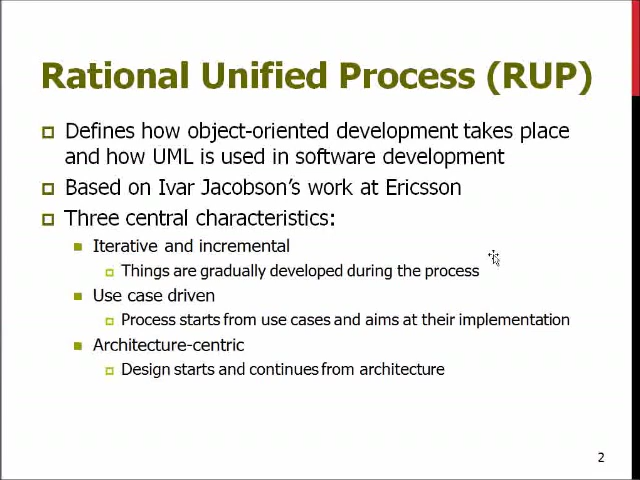 Rational Unified Process (RUP)
Defines how object-oriented development takes place
and how UML is used in software development
Based on Ivar Jacobson's work at Ericsson
Three central characteristics:
Iterative and incremental
Things are gradually developed during the process
Use case driven
Process starts from use cases and aims at their implementation
Architecture-centric
Design starts and continues from architecture
2